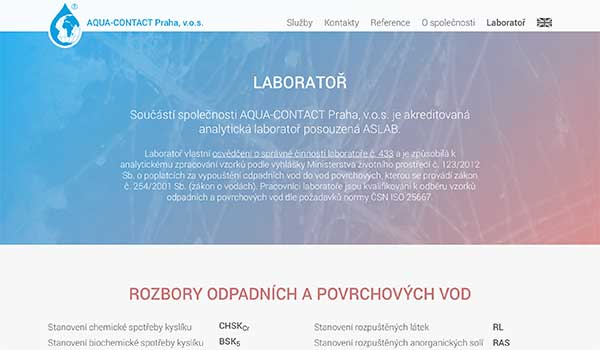 ®
AQUA-CONTACT Praha, v.o.s.
Služby Kontakty Reference O společnosti Laboratoř
LABORATOŘ
Součástí společnosti AQUA-CONTACT Praha, v.o.s. je akreditovaná
analytická laboratoř posouzená ASLAB.
Laboratoř vlastní osvědčení o správné činnosti laboratoře č. 433 a je způsobilá k
analytickému zpracování vzorků podle vyhlášky Ministerstva životního prostředí č. 123/2012
Sb. o poplatcích za vypouštění odpadních vod do vod povrchových, kterou se provádí zákon
č. 254/2001 Sb. (zákon o vodách). Pracovníci laboratoře jsou kvalifikováni k odběru vzorků
odpadních a povrchových vod dle požadavků normy ČSN ISO 25667.
ROZBORY ODPADNÍCH A POVRCHOVÝCH VOD
Stanovení chemické spotřeby kyslíku CHSKCr Stanovení rozpuštěných látek RL
Stanovení biochemické spotřeby kyslíku BSK5 Stanovení rozpuštěných anorganických solí RAS